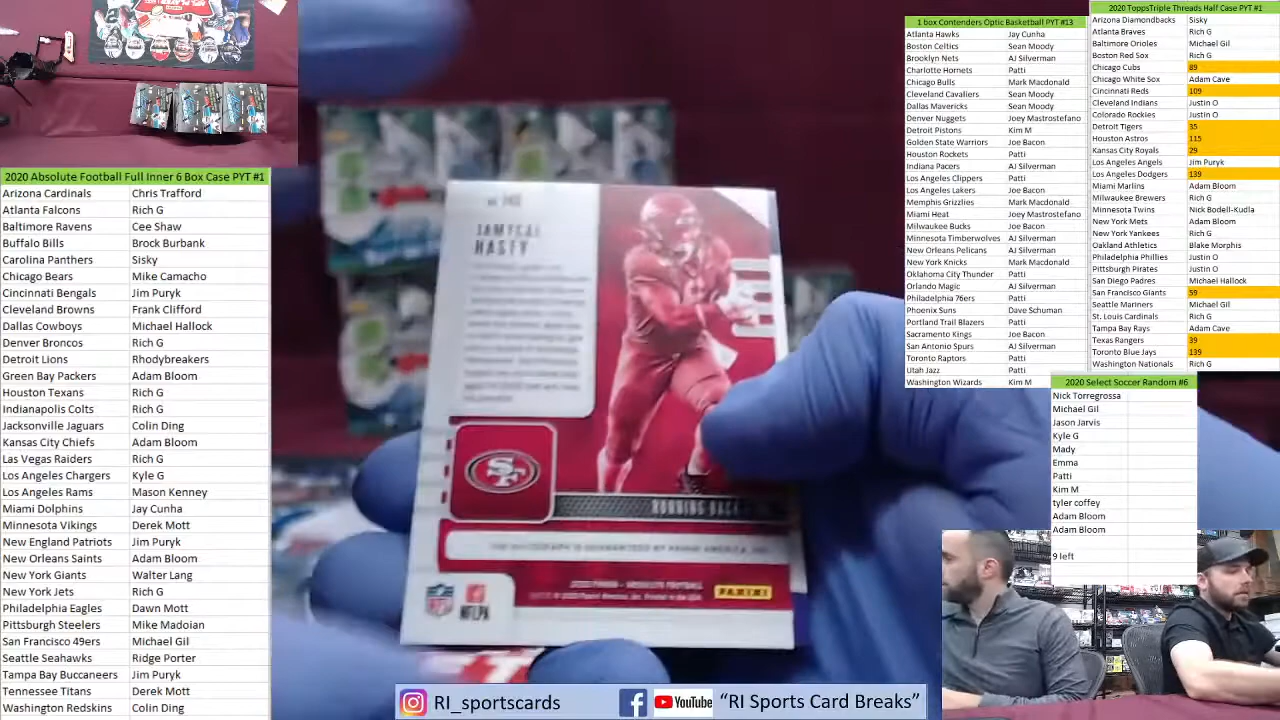 2020 Absolute Football Full Inner 6 Box Case PYT #1
Arizona Cardinals Chris Trafford
Atlanta Falcons Rich G
Baltimore Ravens Cee Shaw
Buffalo Bills Brock Burbank
Carolina Panthers Sisky
Chicago Bears Mike Camacho
Cincinnati Bengals Jim Puryk
Cleveland Browns Frank Clifford
Dallas Cowboys Michael Hallock
Denver Broncos Rich G
Detroit Lions Rhodybreakers
Green Bay Packers Adam Bloom
Houston Texans Rich G
Indianapolis Colts Rich G
Jacksonville Jaguars Colin Ding
Kansas City Chiefs Adam Bloom
Las Vegas Raiders Rich G
Los Angeles Chargers Kyle G
Los Angeles Rams Mason Kenney
Miami Dolphins Jay Cunha
Minnesota Vikings Derek Mott
New England Patriots Jim Puryk
New Orleans Saints Adam Bloom
New York Giants Walter Lang
New York Jets Rich G
Philadelphia Eagles Dawn Mott
Pittsburgh Steelers Mike Madoian
San Francisco 49ers Michael Gil
Seattle Seahawks Ridge Porter
Tampa Bay Buccaneers Jim Puryk
Tennessee Titans Derek Mott
Washington Redskins Colin Ding
JAMYCAL
HASTY
SF
RUNNING BACK
NFL
NFLPA
PANINI
1 box Contenders Optic Basketball PYT #13
Atlanta Hawks Jay Cunha
Boston Celtics Sean Moody
Brooklyn Nets AJ Silverman
Charlotte Hornets Patti
Chicago Bulls Mark Macdonald
Cleveland Cavaliers Sean Moody
Dallas Mavericks Sean Moody
Denver Nuggets Joey Mastrostefano
Detroit Pistons Kim M
Golden State Warriors Joe Bacon
Houston Rockets Patti
Indiana Pacers AJ Silverman
Los Angeles Clippers Patti
Los Angeles Lakers Joe Bacon
Memphis Grizzlies Mark Macdonald
Miami Heat Joey Mastrostefano
Milwaukee Bucks Joe Bacon
Minnesota Timberwolves AJ Silverman
New Orleans Pelicans AJ Silverman
New York Knicks Mark Macdonald
Oklahoma City Thunder Patti
Orlando Magic AJ Silverman
Philadelphia 76ers Patti
Phoenix Suns Dave Schuman
Portland Trail Blazers Patti
Sacramento Kings Joe Bacon
San Antonio Spurs AJ Silverman
Toronto Raptors Patti
Utah Jazz Patti
Washington Wizards Kim M
2020 ToppsTriple Threads Half Case PYT #1
Arizona Diamondbacks Sisky
Atlanta Braves Rich G
Baltimore Orioles Michael Gil
Boston Red Sox Rich G
Chicago Cubs 89
Chicago White Sox Adam Cave
Cincinnati Reds 109
Cleveland Indians Justin O
Colorado Rockies Justin O
Detroit Tigers 35
Houston Astros 115
Kansas City Royals 29
Los Angeles Angels Jim Puryk
Los Angeles Dodgers 139
Miami Marlins Adam Bloom
Milwaukee Brewers Rich G
Minnesota Twins Nick Bodell-Kudla
New York Mets Adam Bloom
New York Yankees Rich G
Oakland Athletics Blake Morphis
Philadelphia Phillies Justin O
Pittsburgh Pirates Justin O
San Diego Padres Michael Hallock
San Francisco Giants 59
Seattle Mariners Michael Gil
St. Louis Cardinals Rich G
Tampa Bay Rays Adam Cave
Texas Rangers 39
Toronto Blue Jays 139
Washington Nationals Rich G
2020 Select Soccer Random #6
Nick Torregrossa
Michael Gil
Jason Jarvis
Kyle G
Mady
Emma
Patti
Kim M
tyler coffey
Adam Bloom
Adam Bloom
9 left
RI_sportscards YouTube "RI Sports Card Breaks"